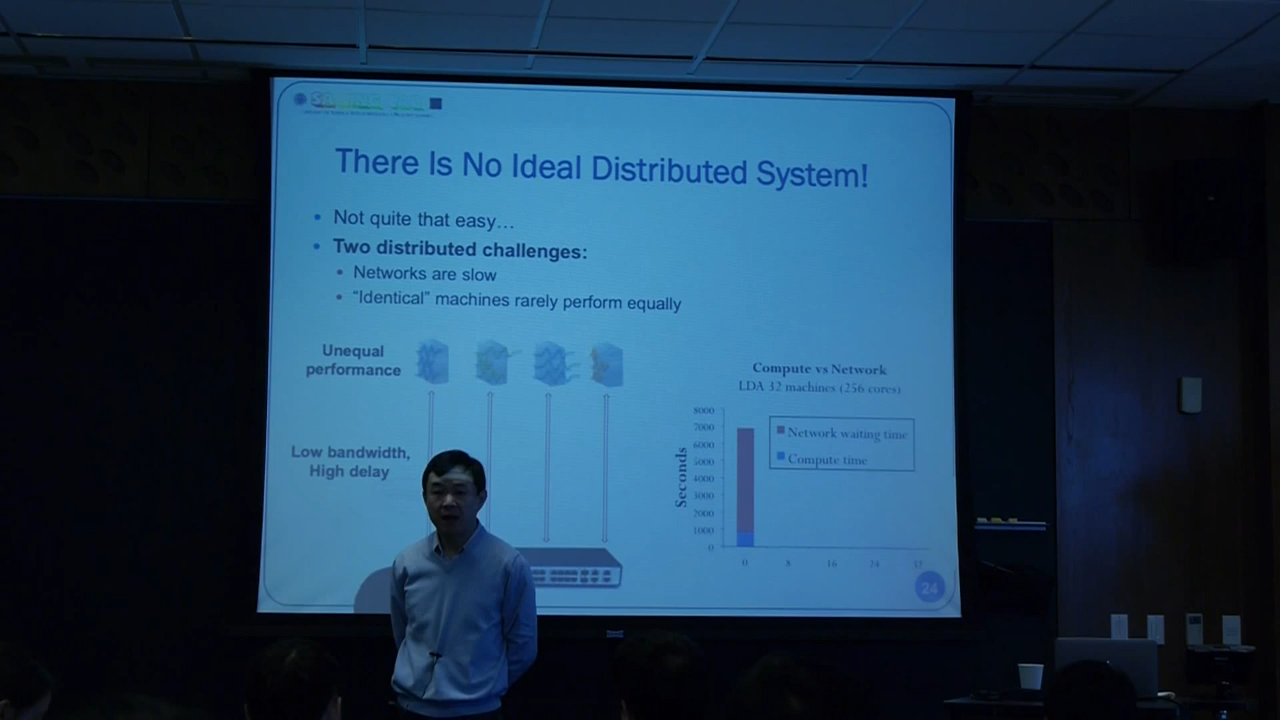 There Is No Ideal Distributed System!
• Not quite that easy…
• Two distributed challenges:
• Networks are slow
• “Identical” machines rarely perform equally
Unequal
performance
Low bandwidth,
High delay
Compute vs Network
LDA 32 machines (256 cores)
Seconds
8000
7000
6000
5000
4000
3000
2000
1000
0
Network waiting time
Compute time
0 8 16 24 32
24